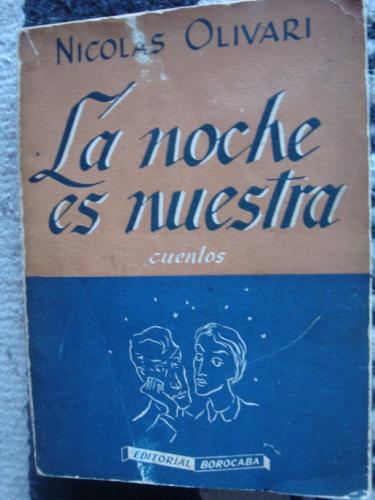 NICOLAS OLIVARI
La noche
es nuestra
cuentos
EDITORIAL BOROCABA